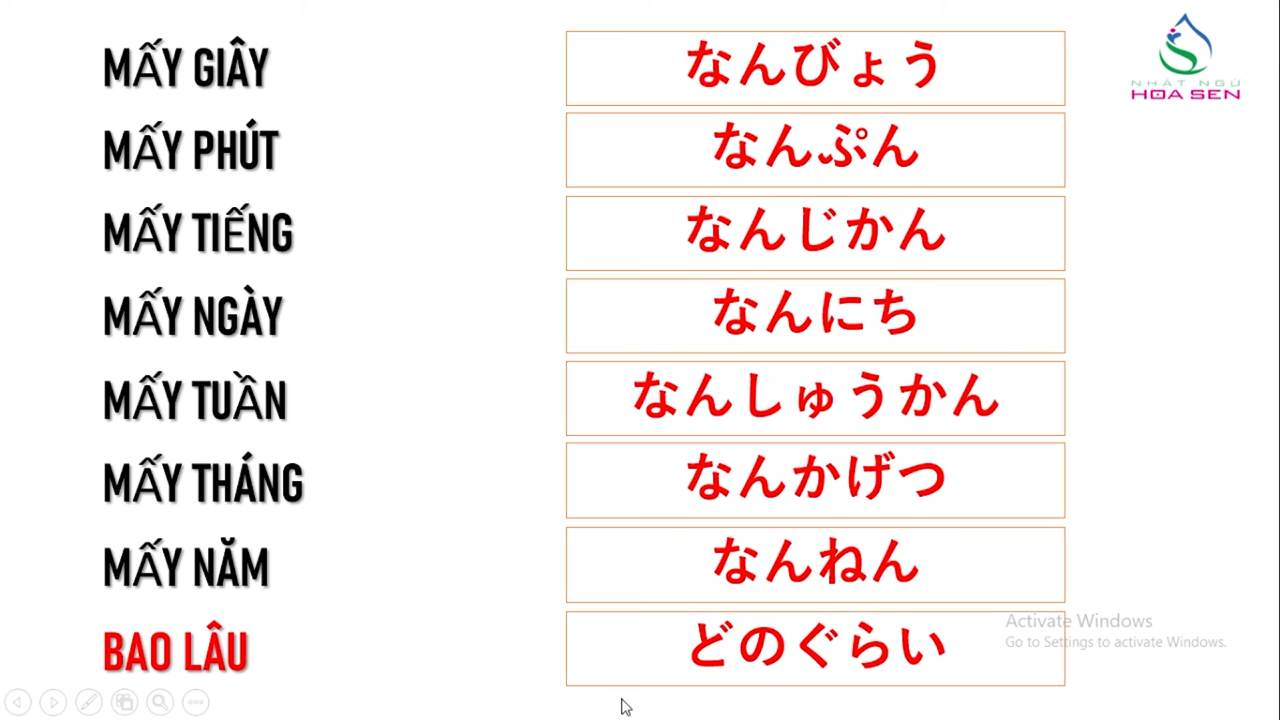 MẤY GIÂY なんびょう
MẤY PHÚT なんぷん
MẤY TIẾNG なんじかん
MẤY NGÀY なんにち
MẤY TUẦN なんしゅうかん
MẤY THÁNG なんかげつ
MẤY NĂM なんねん
BAO LÂU どのぐらい
NHẬT NGỮ
HOA SEN
Activate Windows
Go to Settings to activate Windows.